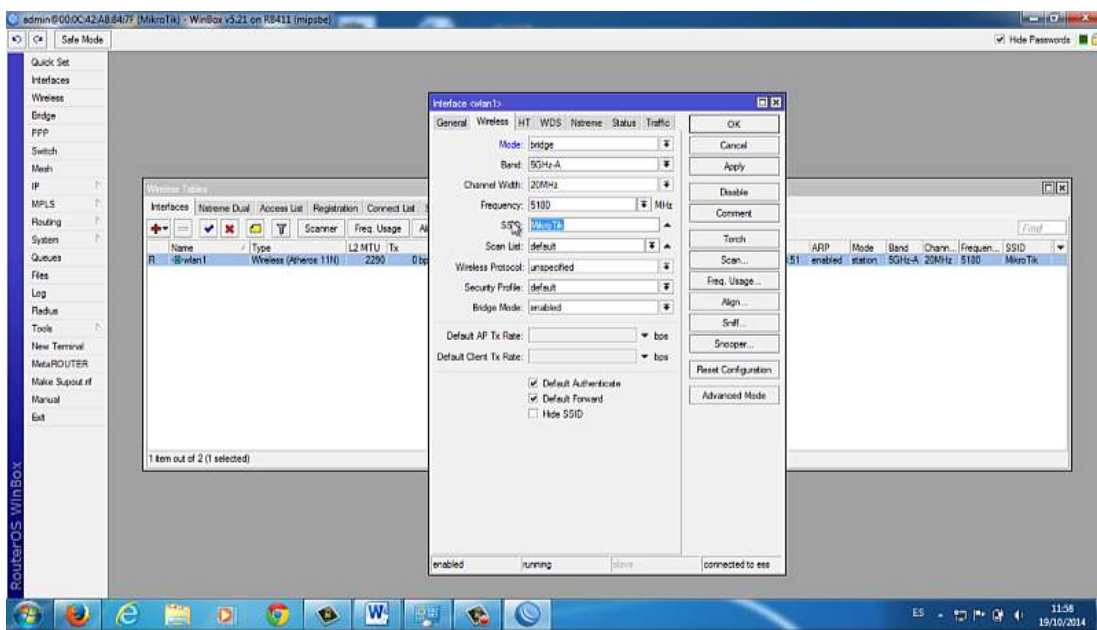 admin@00:0C:42:AB:84:7F (MikroTik) - WinBox v5.21 on RB411 (mipsbe)
Safe Mode
Hide Passwords
Quick Set
Interfaces
Wireless
Bridge
PPP
Switch
Mesh
IP
MPLS
Routing
System
Queues
Files
Log
Radius
Tools
New Terminal
MetaROUTER
Make Supout.rif
Manual
Exit
RouterOS WinBox
Wireless Tables
Interfaces Nstreme Dual Access List Registration Connect List
Scanner Freq. Usage
Find
Name Type L2 MTU Tx ARP Mode Band Chann... Frequen... SSID
R wlan1 Wireless (Atheros 11N) 2290 0 bp :51 enabled station 5GHz-A 20MHz 5180 MikroTik
1 item out of 2 (1 selected)
Interface <wlan1>
General Wireless HT WDS Nstreme Status Traffic
Mode: bridge
Band: 5GHz-A
Channel Width: 20MHz
Frequency: 5180 MHz
MikroTik
Scan List: default
Wireless Protocol: unspecified
Security Profile: default
Bridge Mode: enabled
Default AP Tx Rate: bps
Default Client Tx Rate: bps
Default Authenticate
Default Forward
Hide SSID
OK
Cancel
Apply
Disable
Comment
Torch
Scan...
Freq. Usage...
Align...
Sniff...
Snooper...
Reset Configuration
Advanced Mode
enabled running slave connected to ess
ES
11:58
19/10/2014